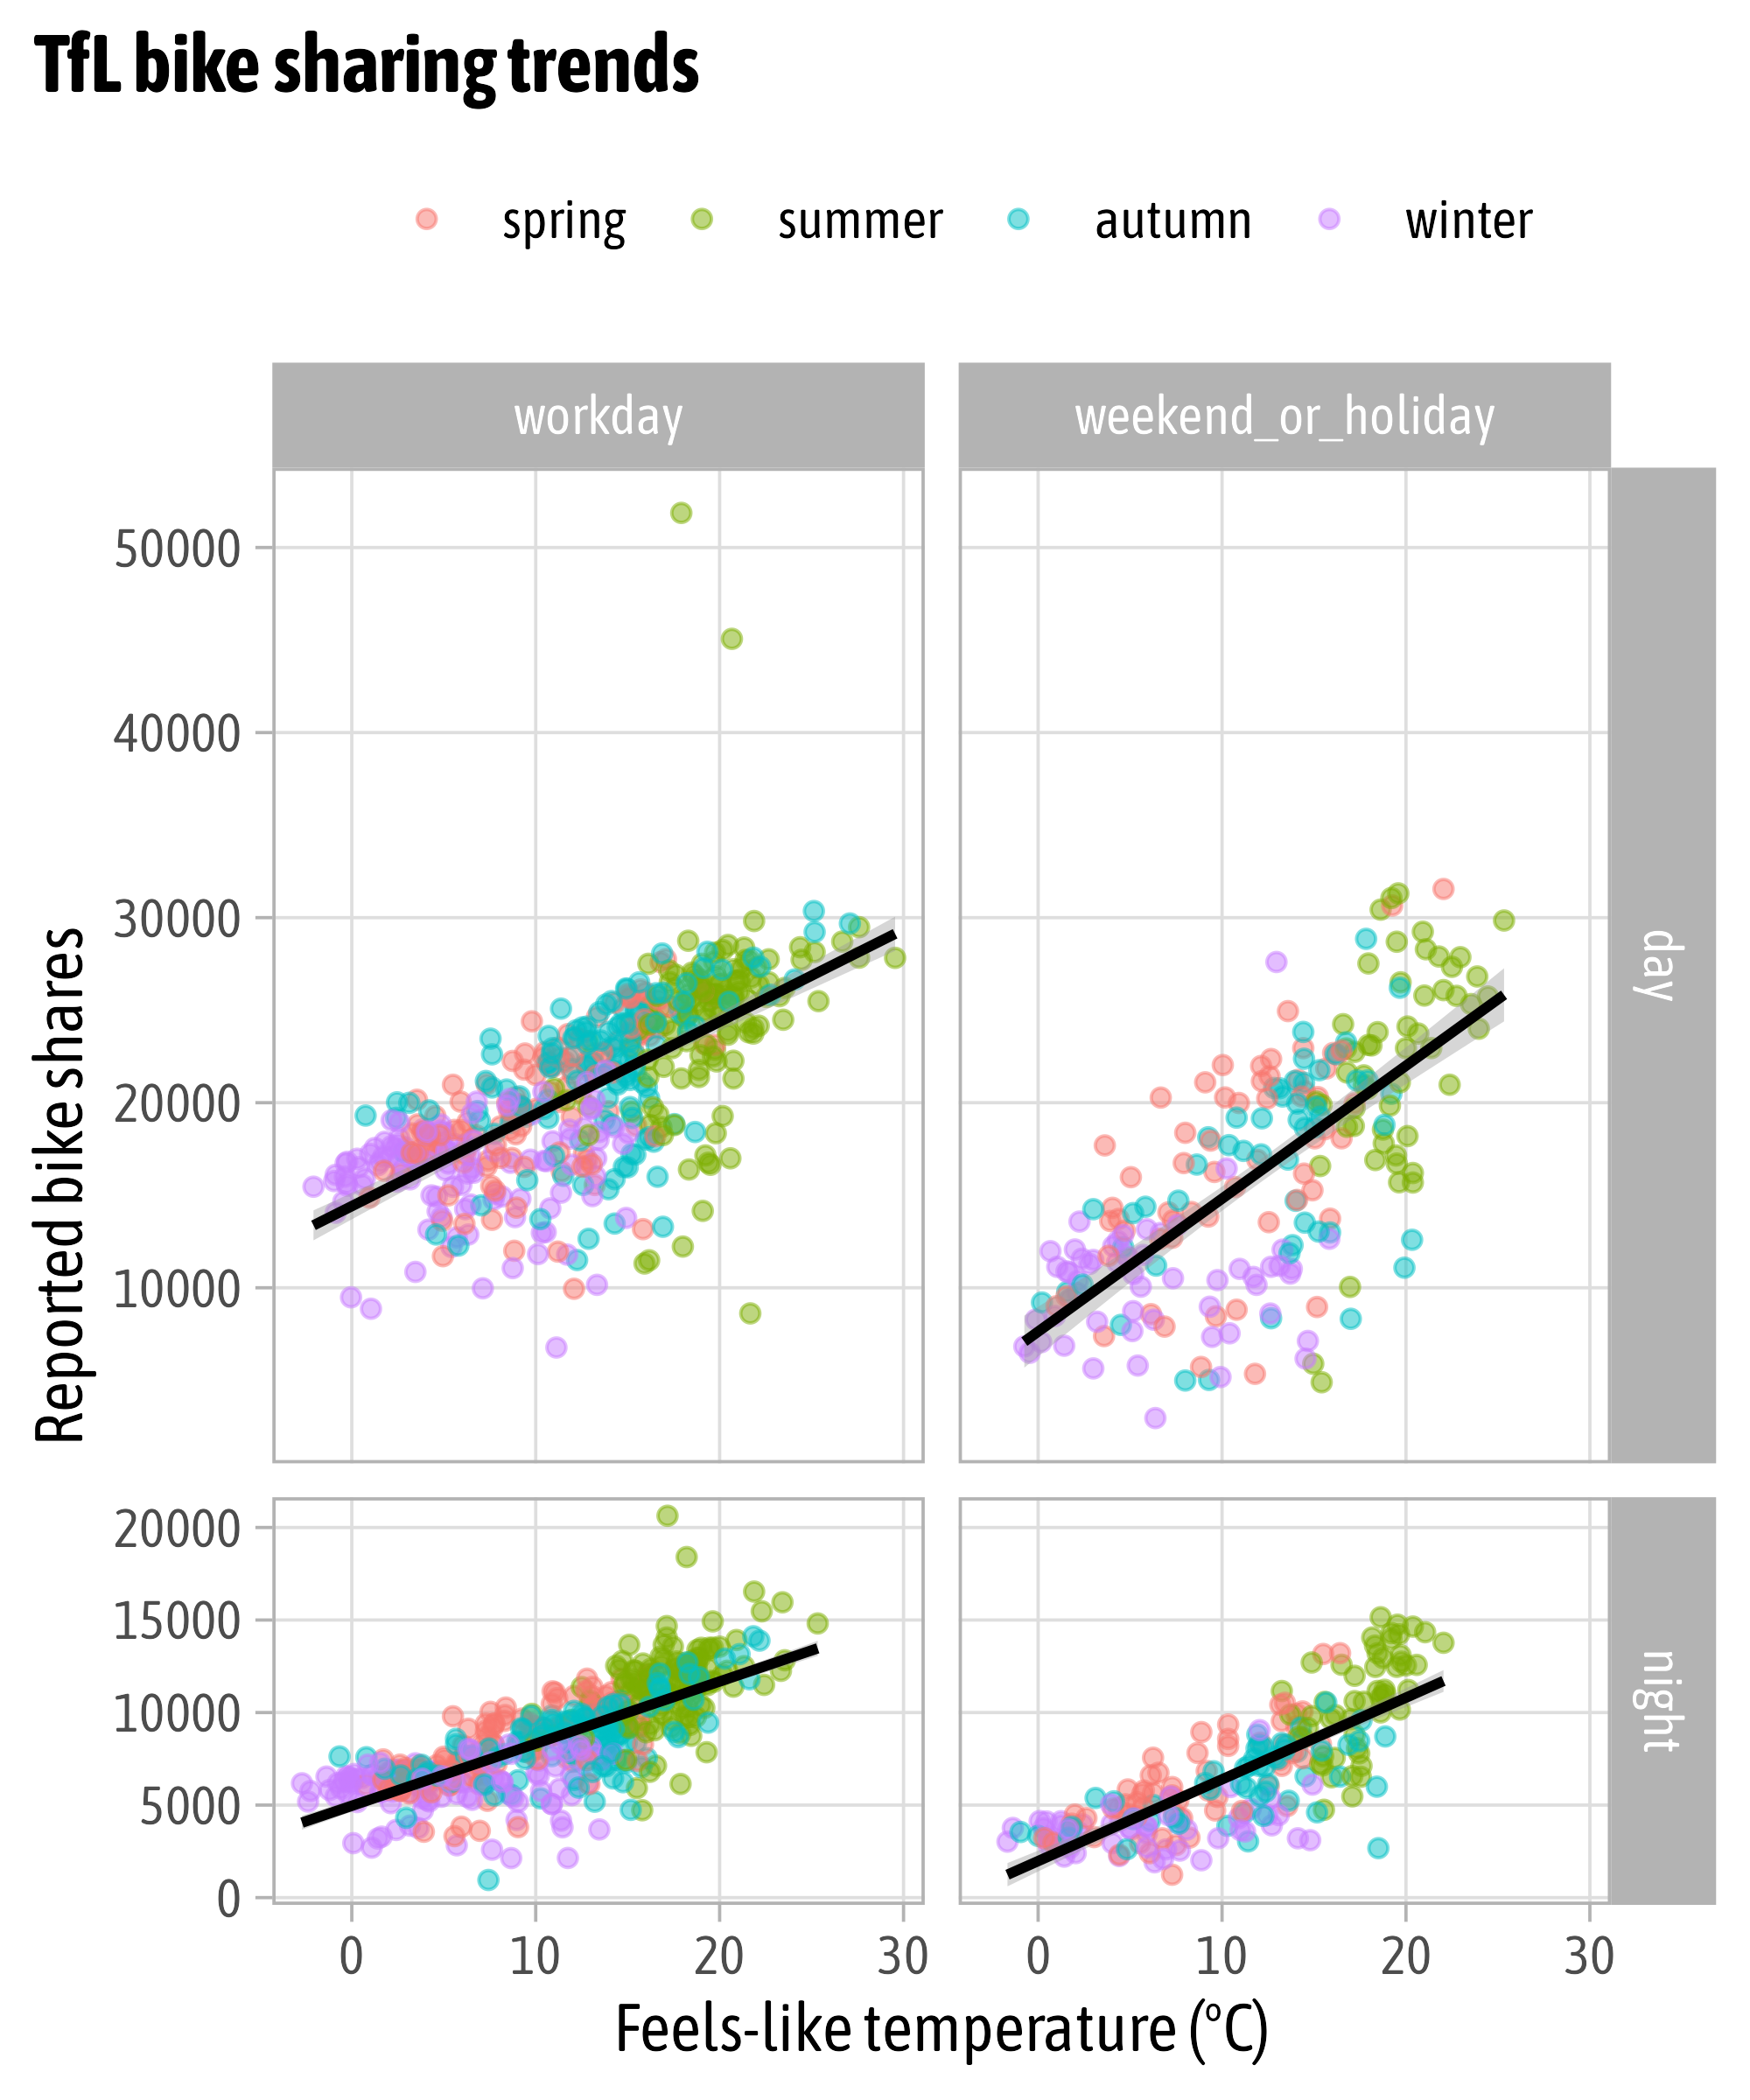 TfL bike sharing trends
spring summer autumn winter
workday weekend_or_holiday
50000
40000
30000
20000
10000
day
Reported bike shares
20000
15000
10000
5000
0
night
0 10 20 30 0 10 20 30
Feels-like temperature (°C)